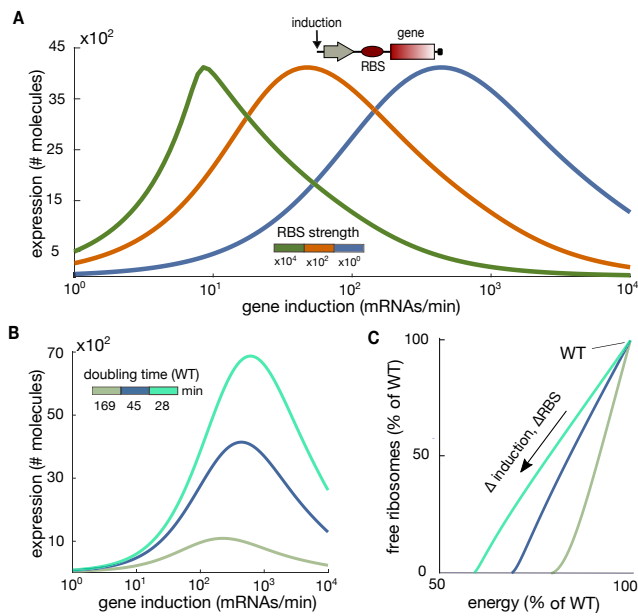 A
x10²
induction
gene
RBS
45
35
25
15
5
expression (# molecules)
RBS strength
x10⁴ x10² x10⁰
10⁰ 10¹ 10² 10³ 10⁴
gene induction (mRNAs/min)
B
x10²
70
50
30
10
expression (# molecules)
doubling time (WT)
min
169 45 28
10⁰ 10¹ 10² 10³ 10⁴
gene induction (mRNAs/min)
C
100
50
0
free ribosomes (% of WT)
WT
Δ induction, ΔRBS
50 100
energy (% of WT)